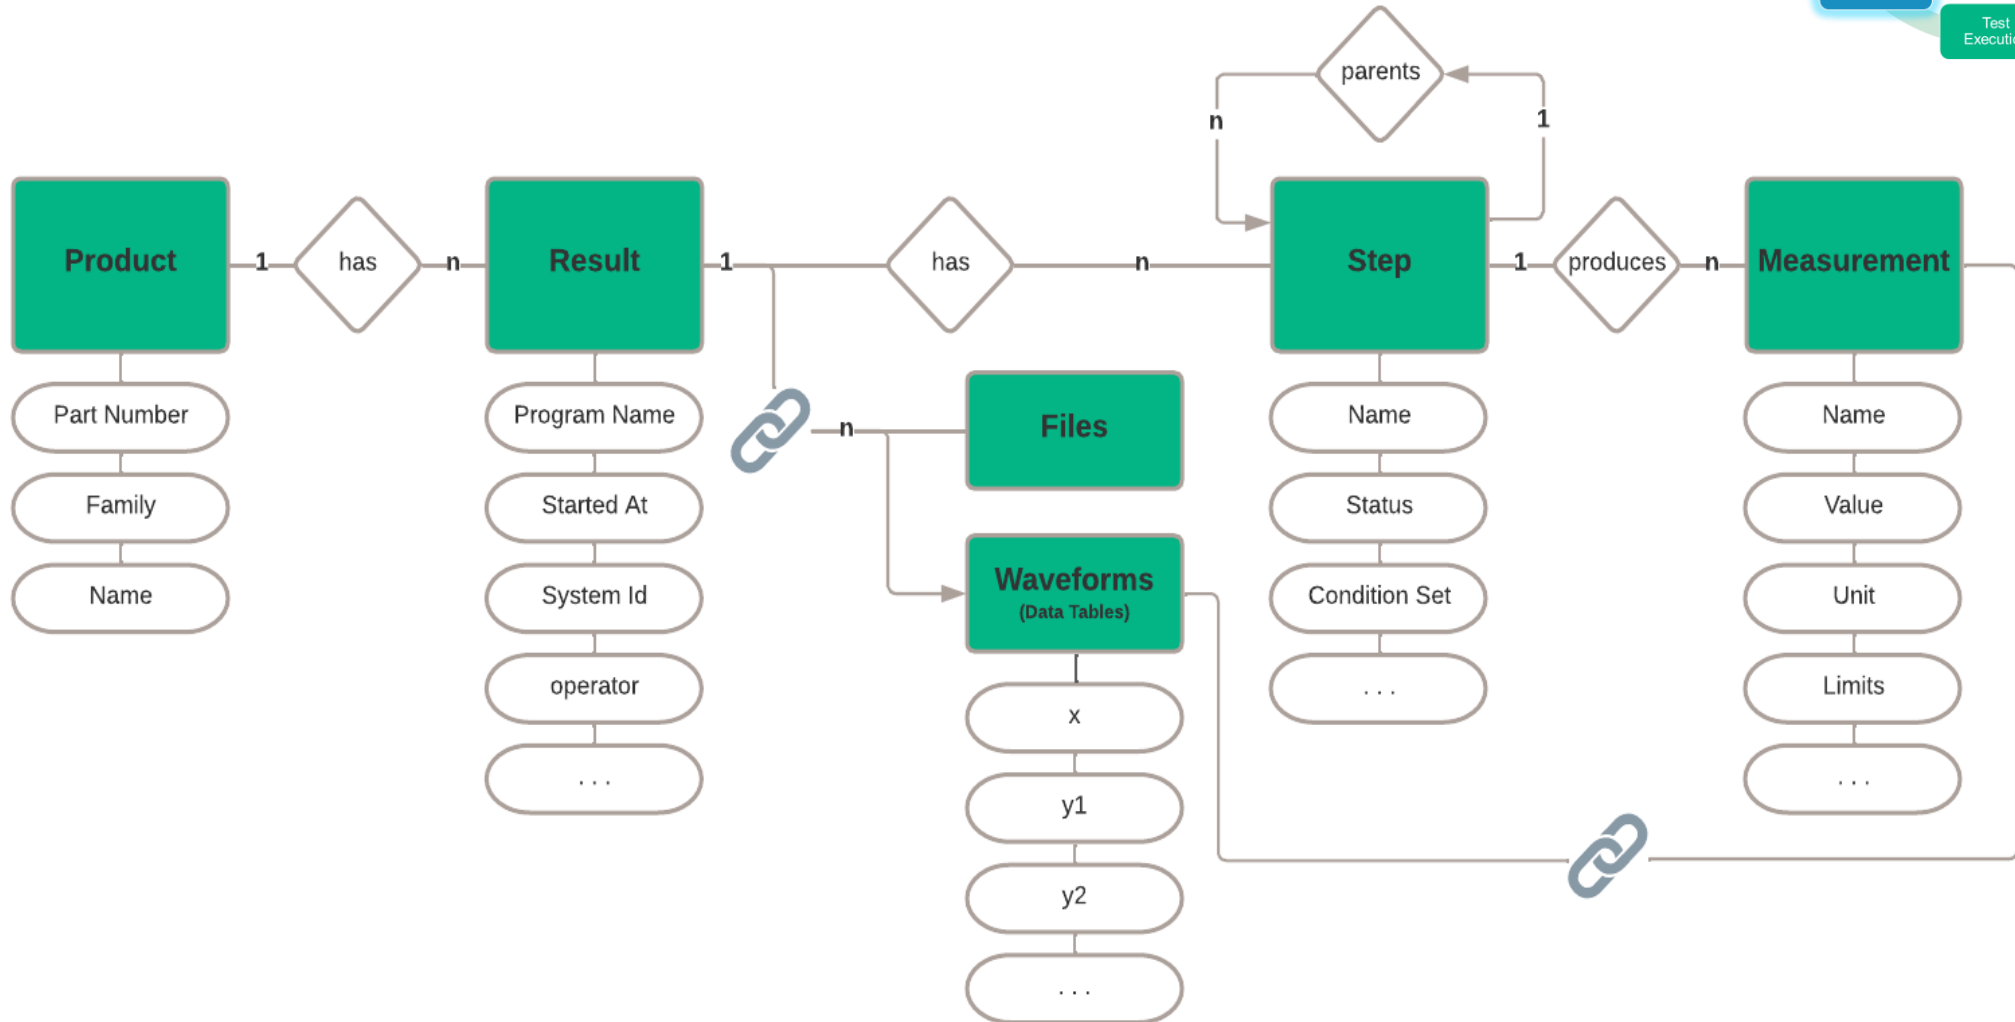 Test
parents
n
1
Product
1
has
n
Result
1
has
n
Step
1
produces
n
Measurement
Part Number
Family
Name
Program Name
Started At
System Id
operator
. . .
n
Files
Waveforms
(Data Tables)
x
y1
y2
. . .
Name
Status
Condition Set
. . .
Name
Value
Unit
Limits
. . .